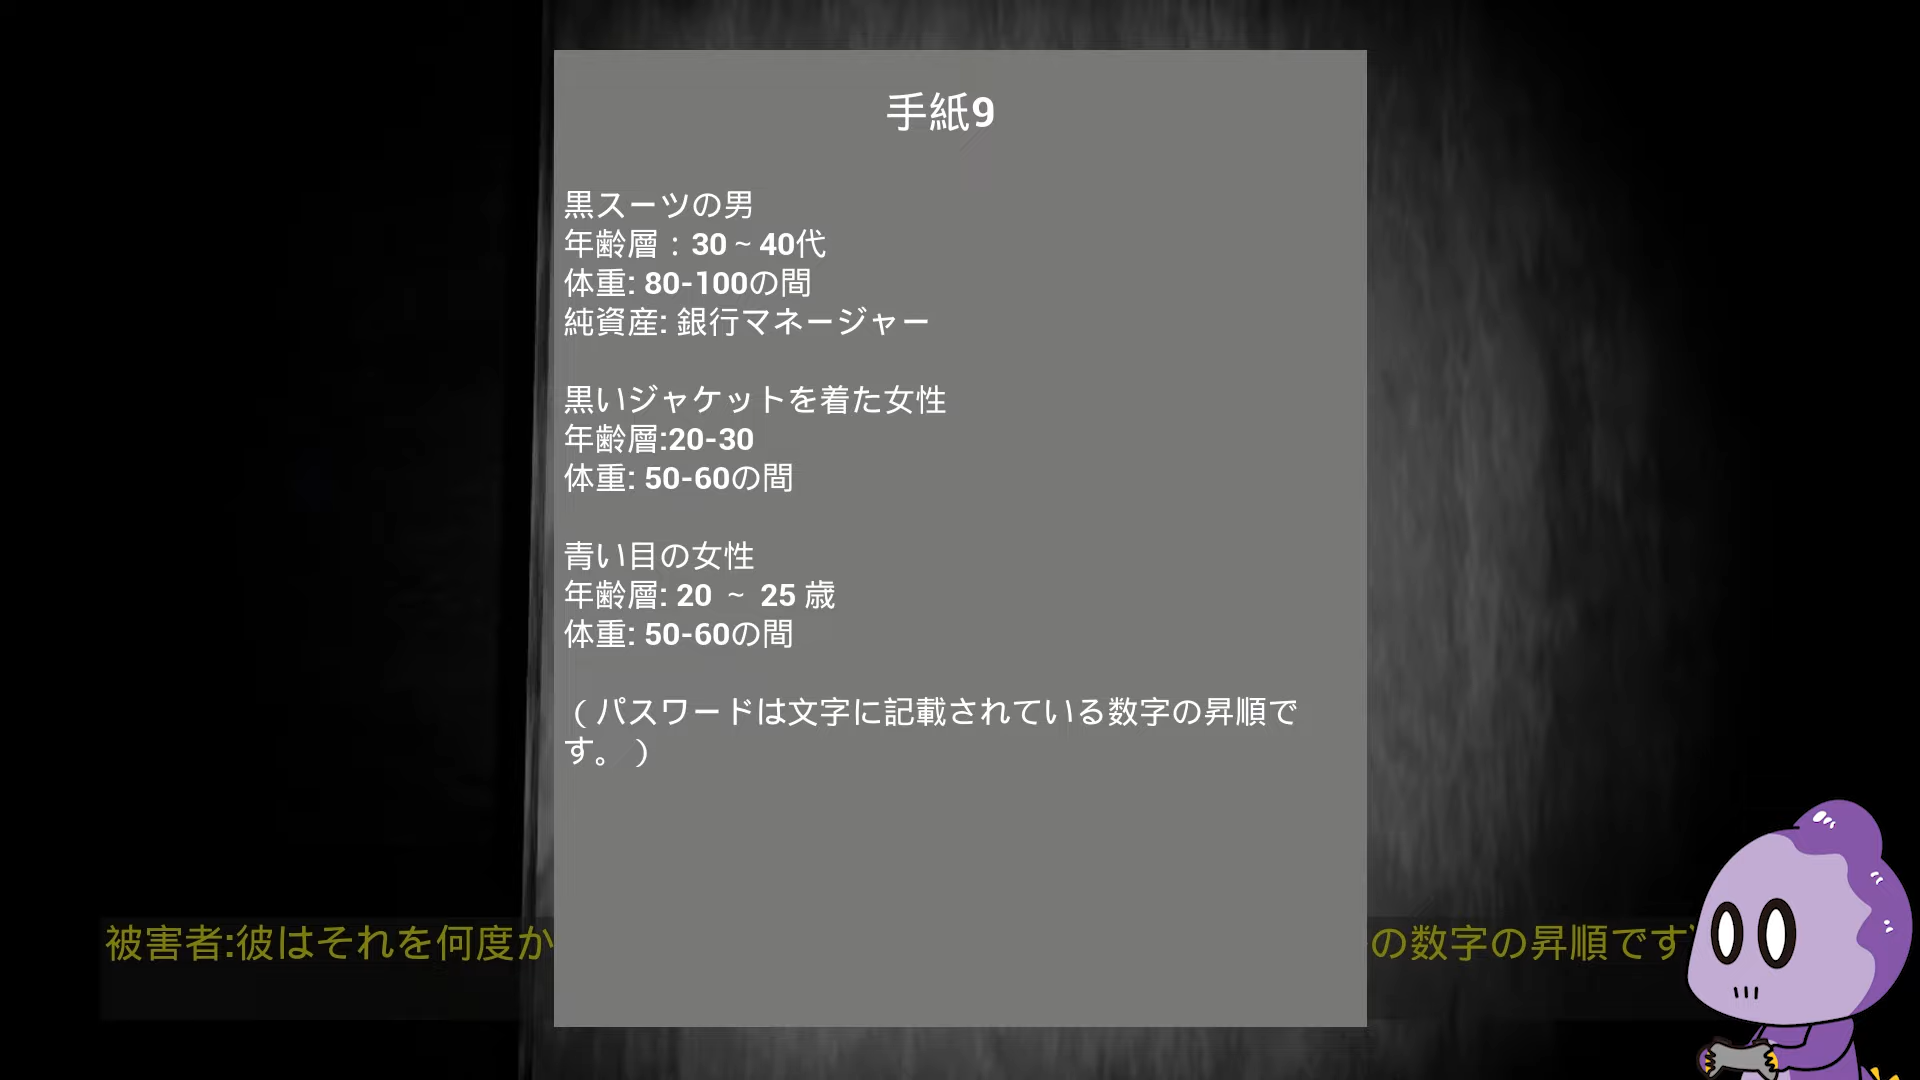 手紙9
黒スーツの男
年齢層：30 ~ 40代
体重: 80-100の間
純資産: 銀行マネージャー
黒いジャケットを着た女性
年齢層:20-30
体重: 50-60の間
青い目の女性
年齢層: 20 ~ 25 歳
体重: 50-60の間
（パスワードは文字に記載されている数字の昇順で
す。）
被害者:彼はそれを何度か
の数字の昇順です